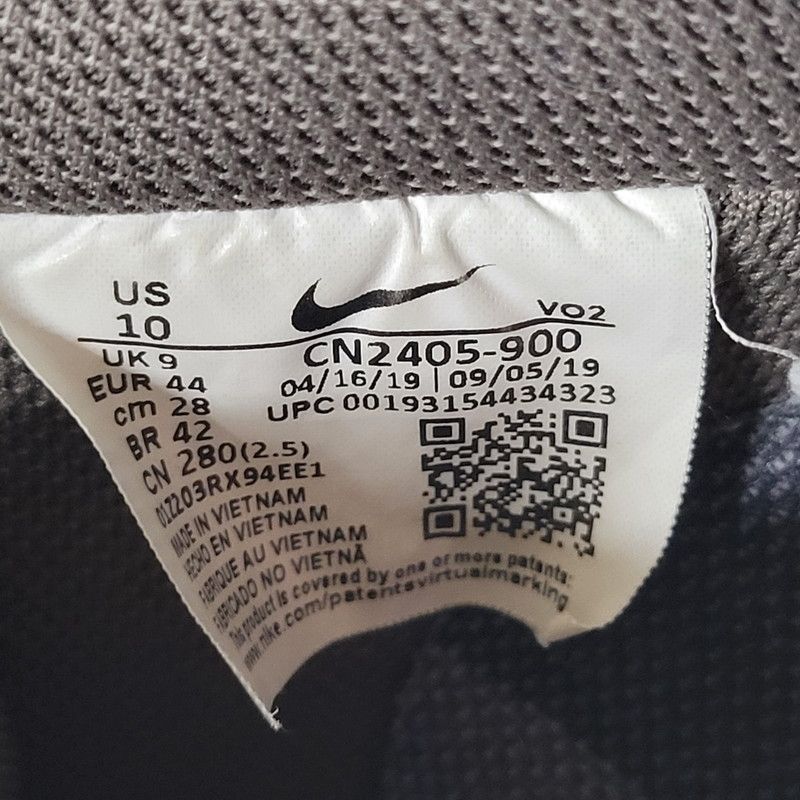 US
10
UK 9
EUR 44
cm 28
BR 42
CN 280(2.5)
01Z203RX94EE1
MADE IN VIETNAM
HECHO EN VIETNAM
FABRIQUE AU VIETNAM
FABRICADO NO VIETNÃ
This product is covered by one or more patents:
www.nike.com/patentsvirtualmarking
VO2
CN2405-900
04/16/19 | 09/05/19
UPC 00193154434323